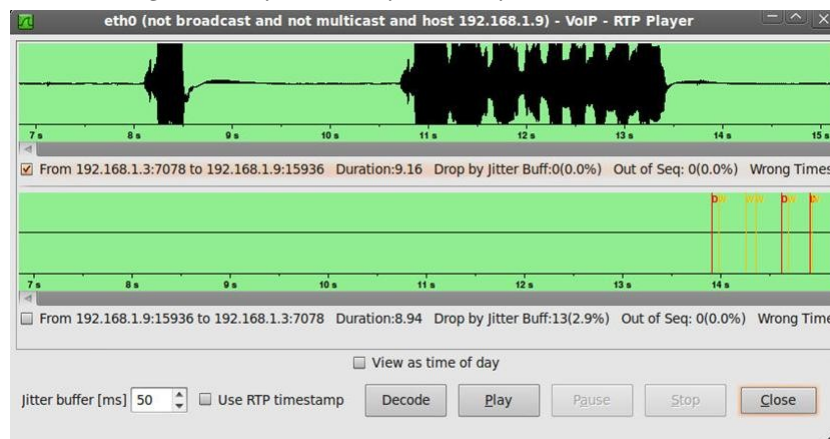 eth0 (not broadcast and not multicast and host 192.168.1.9) - VoIP - RTP Player
7 s 8 s 9 s 10 s 11 s 12 s 13 s 14 s 15 s
From 192.168.1.3:7078 to 192.168.1.9:15936 Duration:9.16 Drop by Jitter Buff:0(0.0%) Out of Seq: 0(0.0%) Wrong Times
D W W W D W W
7 s 8 s 9 s 10 s 11 s 12 s 13 s 14 s
From 192.168.1.9:15936 to 192.168.1.3:7078 Duration:8.94 Drop by Jitter Buff:13(2.9%) Out of Seq: 0(0.0%) Wrong Time
View as time of day
Jitter buffer [ms] 50 Use RTP timestamp Decode Play Pause Stop Close